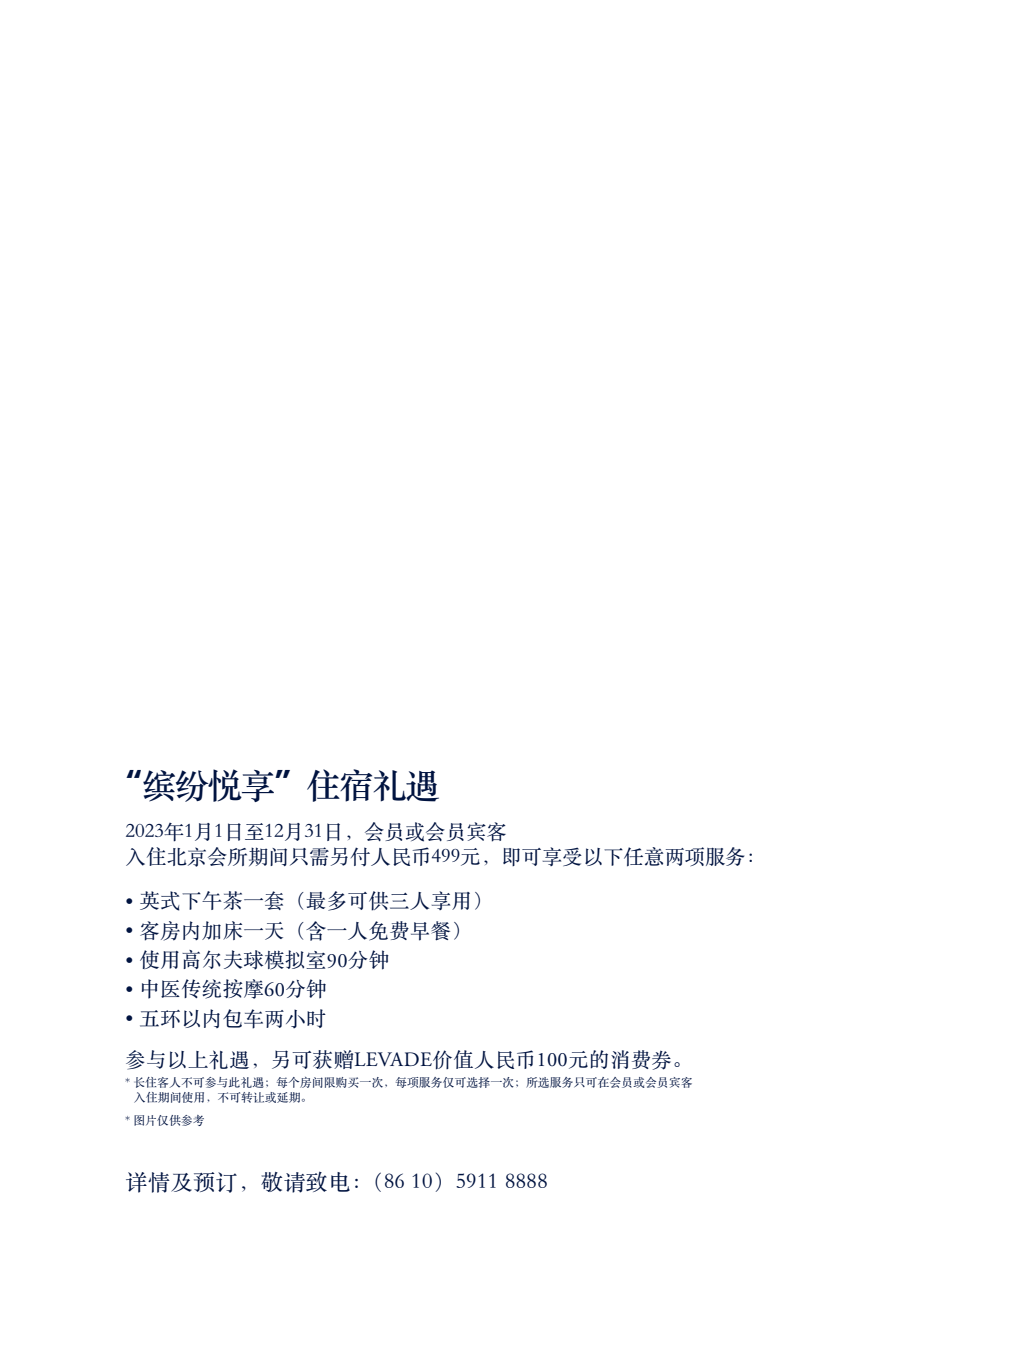 “缤纷悦享”住宿礼遇
2023年1月1日至12月31日，会员或会员宾客
入住北京会所期间只需另付人民币499元，即可享受以下任意两项服务：
• 英式下午茶一套（最多可供三人享用）
• 客房内加床一天（含一人免费早餐）
• 使用高尔夫球模拟室90分钟
• 中医传统按摩60分钟
• 五环以内包车两小时
参与以上礼遇，另可获赠LEVADE价值人民币100元的消费券。
* 长住客人不可参与此礼遇；每个房间限购买一次，每项服务仅可选择一次；所选服务只可在会员或会员宾客
入住期间使用，不可转让或延期。
* 图片仅供参考
详情及预订，敬请致电：（86 10）5911 8888